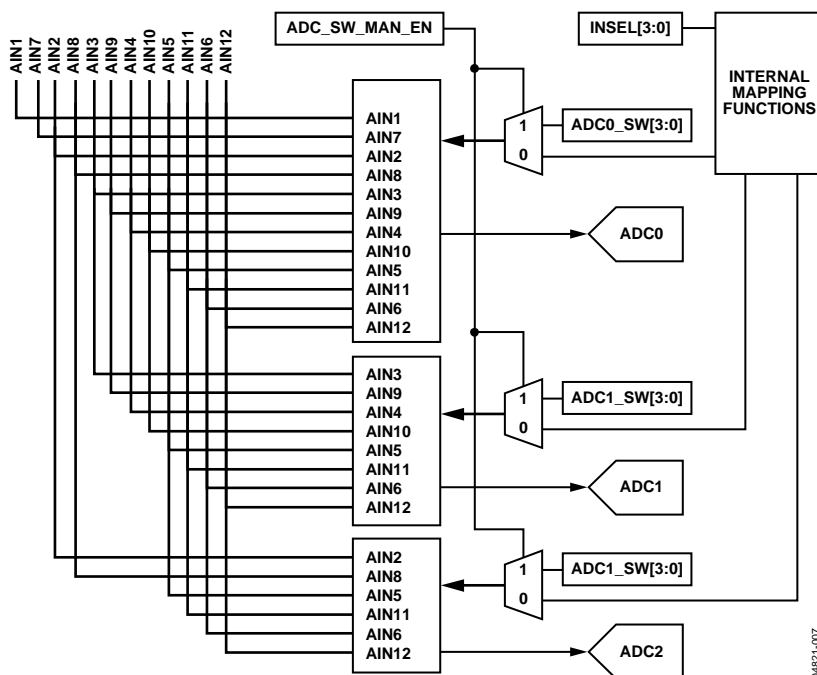 AIN1
AIN7
AIN2
AIN8
AIN3
AIN9
AIN4
AIN10
AIN5
AIN11
AIN6
AIN12
ADC_SW_MAN_EN
INSEL[3:0]
INTERNAL
MAPPING
FUNCTIONS
AIN1
AIN7
AIN2
AIN8
AIN3
AIN9
AIN4
AIN10
AIN5
AIN11
AIN6
AIN12
1
0
ADC0_SW[3:0]
ADC0
AIN3
AIN9
AIN4
AIN10
AIN5
AIN11
AIN6
AIN12
1
0
ADC1_SW[3:0]
ADC1
AIN2
AIN8
AIN5
AIN11
AIN6
AIN12
1
0
ADC1_SW[3:0]
ADC2